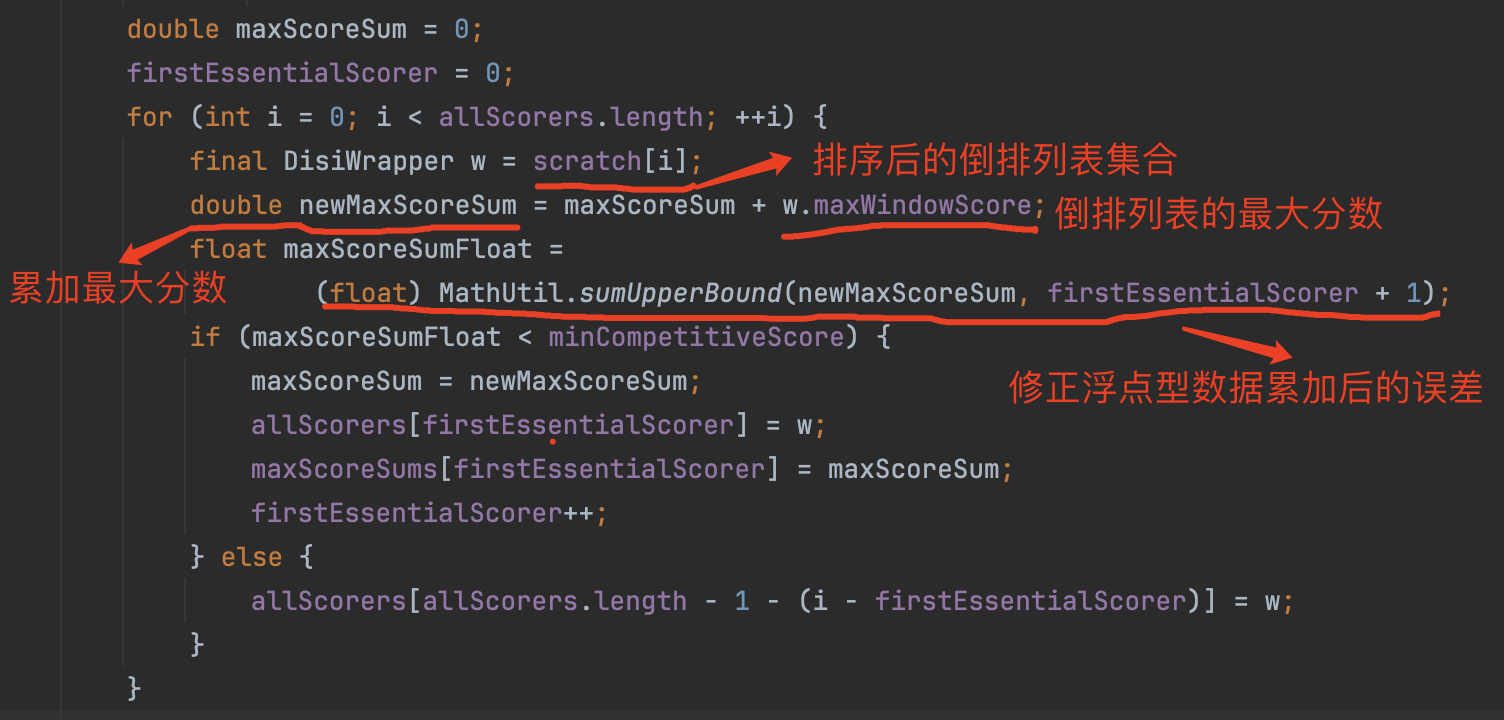 double maxScoreSum = 0;
firstEssentialScorer = 0;
for (int i = 0; i < allScorers.length; ++i) {
final DisiWrapper w = scratch[i];
排序后的倒排列表集合
double newMaxScoreSum = maxScoreSum + w.maxWindowScore;
倒排列表的最大分数
float maxScoreSumFloat =
累加最大分数
(float) MathUtil.sumUpperBound(newMaxScoreSum, firstEssentialScorer + 1);
if (maxScoreSumFloat < minCompetitiveScore) {
maxScoreSum = newMaxScoreSum;
修正浮点型数据累加后的误差
allScorers[firstEssentialScorer] = w;
maxScoreSums[firstEssentialScorer] = maxScoreSum;
firstEssentialScorer++;
} else {
allScorers[allScorers.length - 1 - (i - firstEssentialScorer)] = w;
}
}